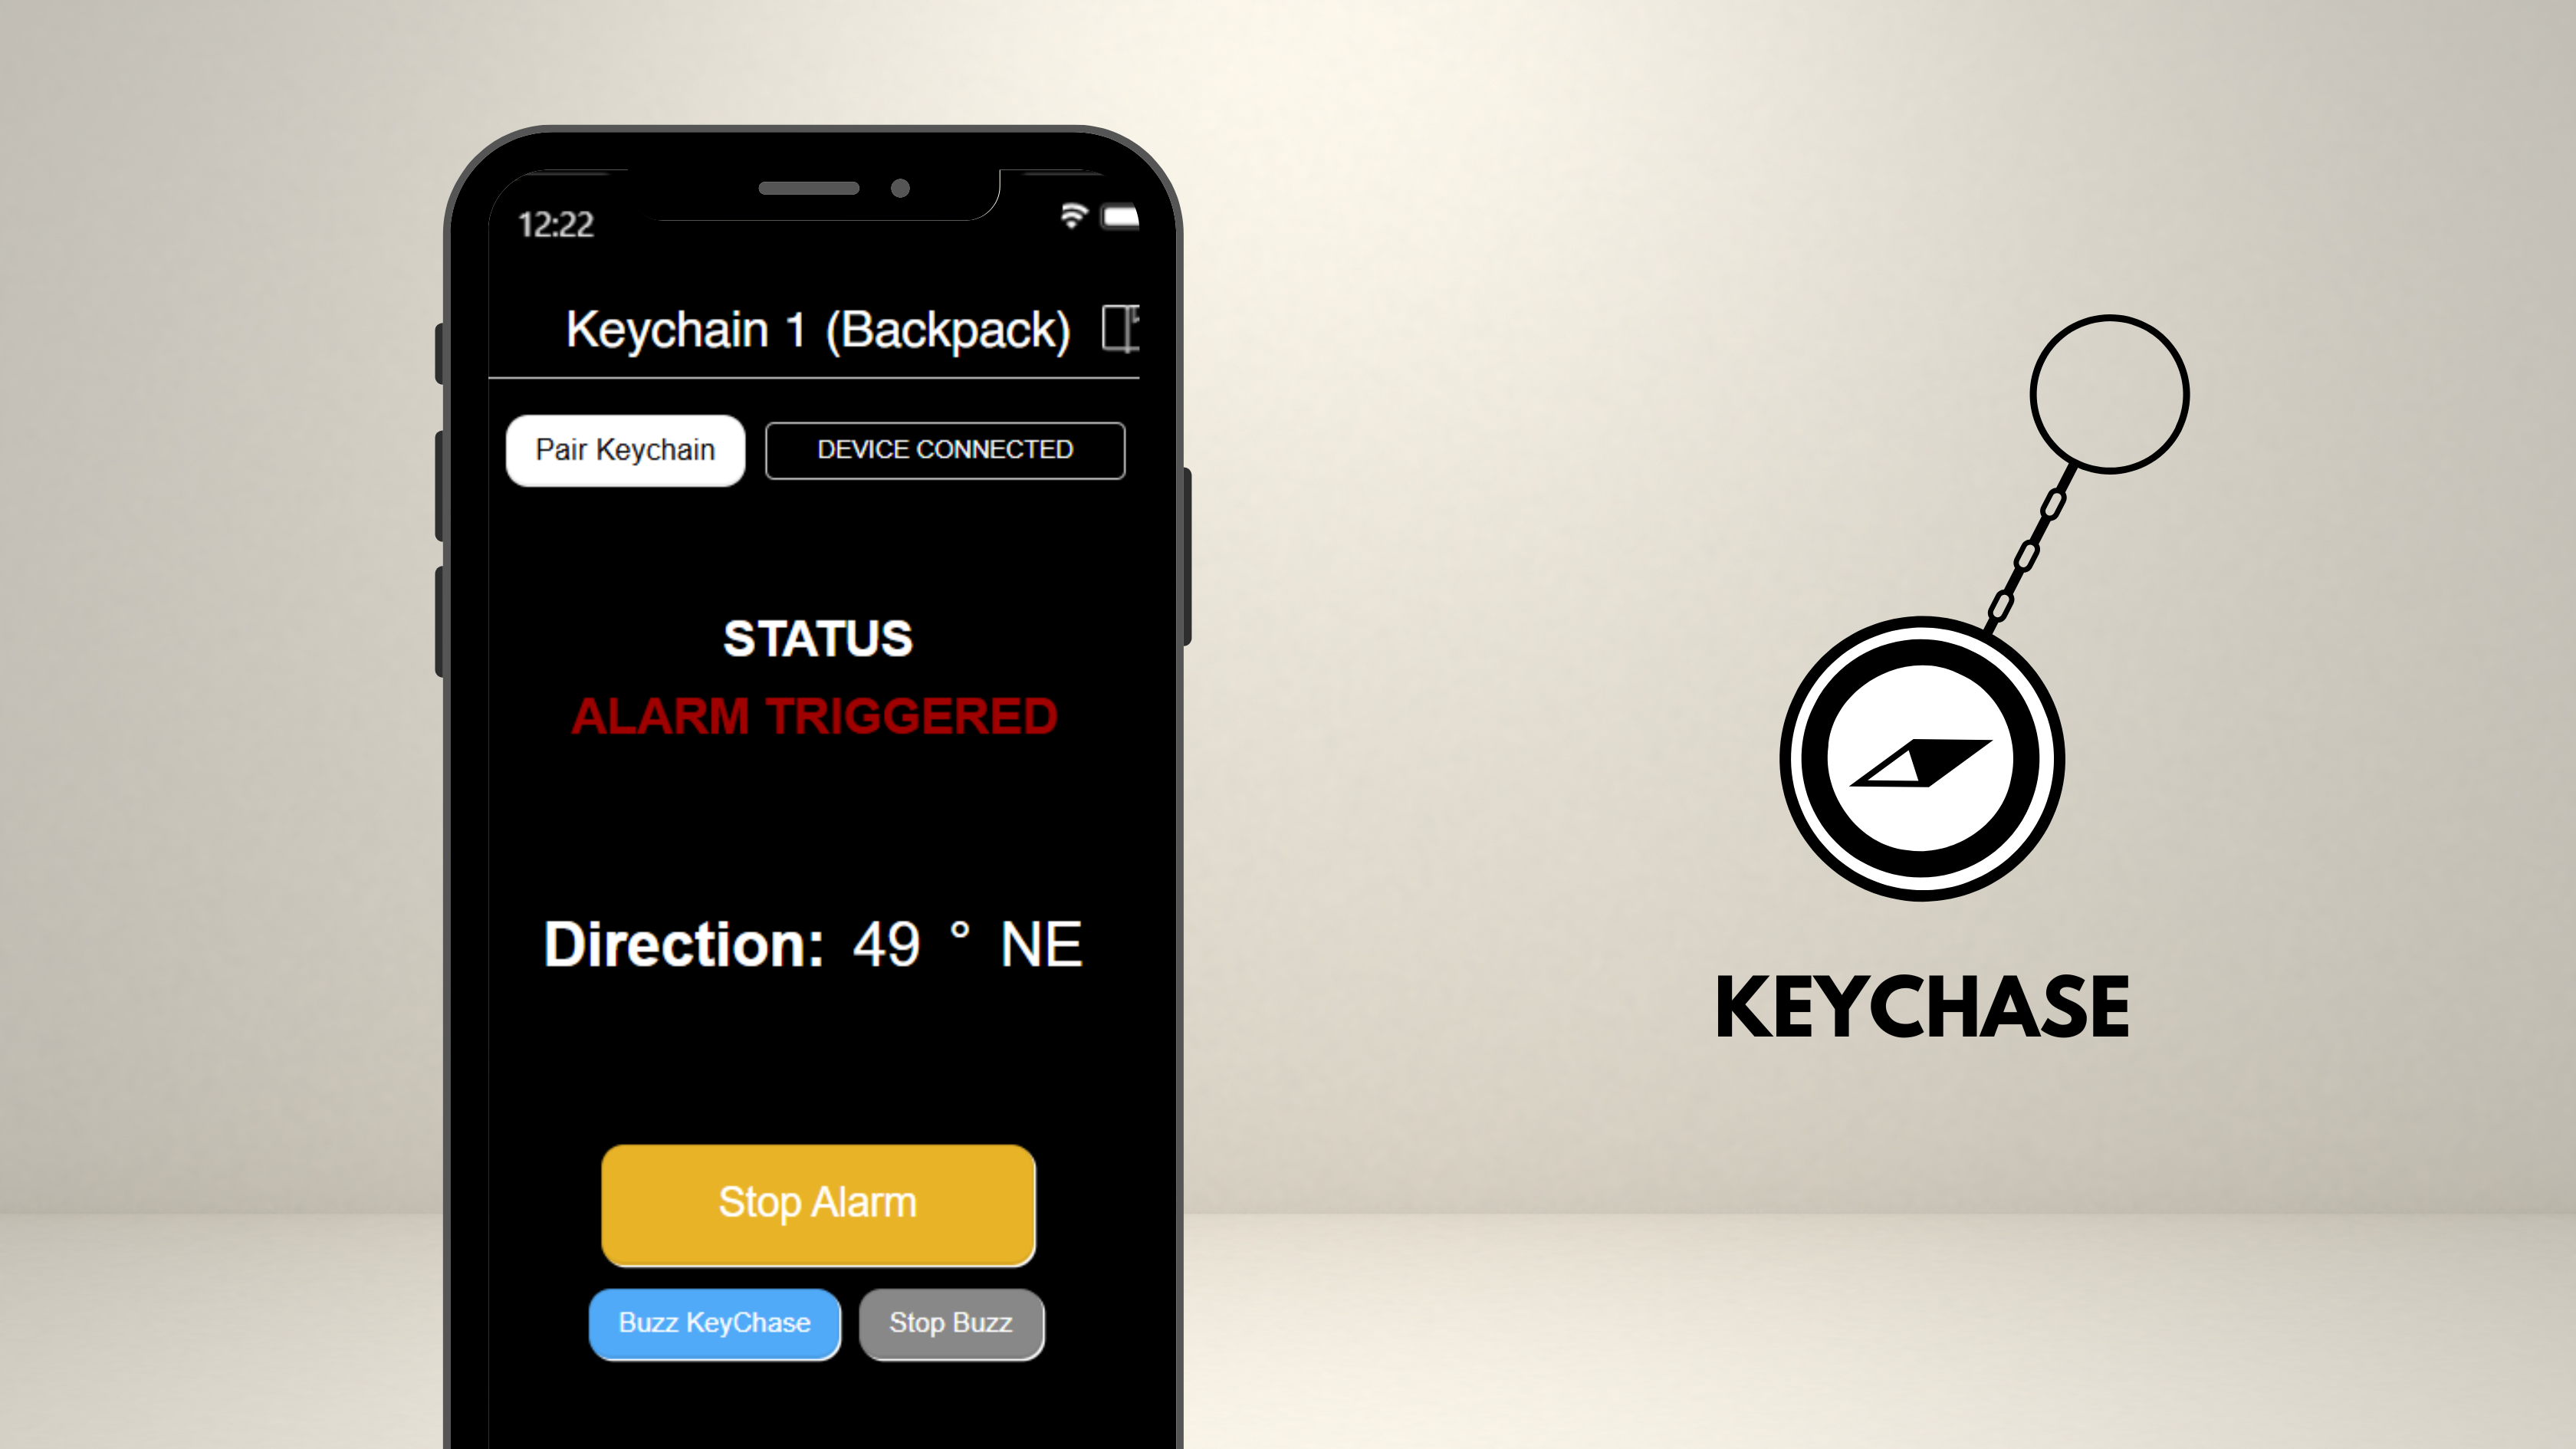 12:22
Keychain 1 (Backpack)
Pair Keychain
DEVICE CONNECTED
STATUS
ALARM TRIGGERED
Direction: 49 ° NE
Stop Alarm
Buzz KeyChase
Stop Buzz
KEYCHASE